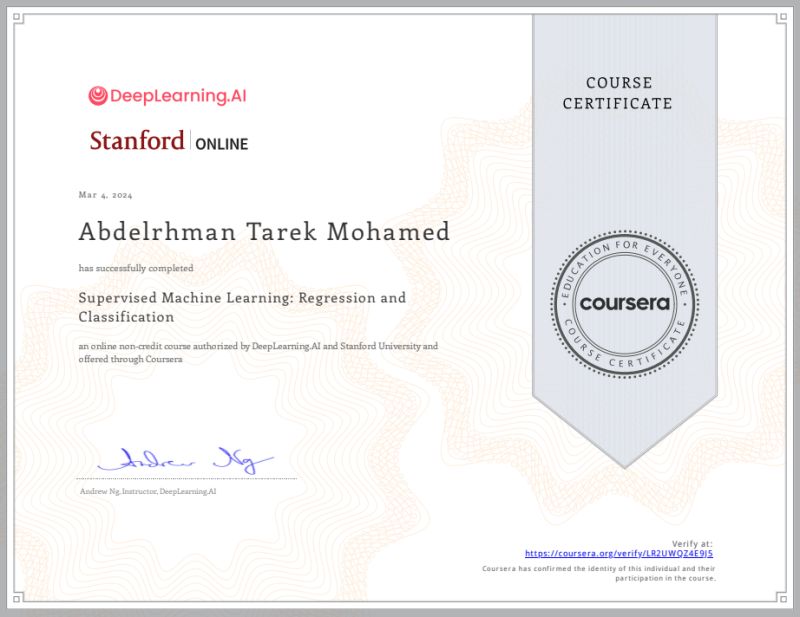 DeepLearning.AI
Stanford | ONLINE
Mar 4, 2024
Abdelrhman Tarek Mohamed
has successfully completed
Supervised Machine Learning: Regression and
Classification
an online non-credit course authorized by DeepLearning.AI and Stanford University and
offered through Coursera
Andrew Ng
Andrew Ng, Instructor, DeepLearning.AI
COURSE
CERTIFICATE
EDUCATION FOR EVERYONE
coursera
COURSE CERTIFICATE
Verify at:
https://coursera.org/verify/LR2UWQZ4E9J5
Coursera has confirmed the identity of this individual and their
participation in the course.